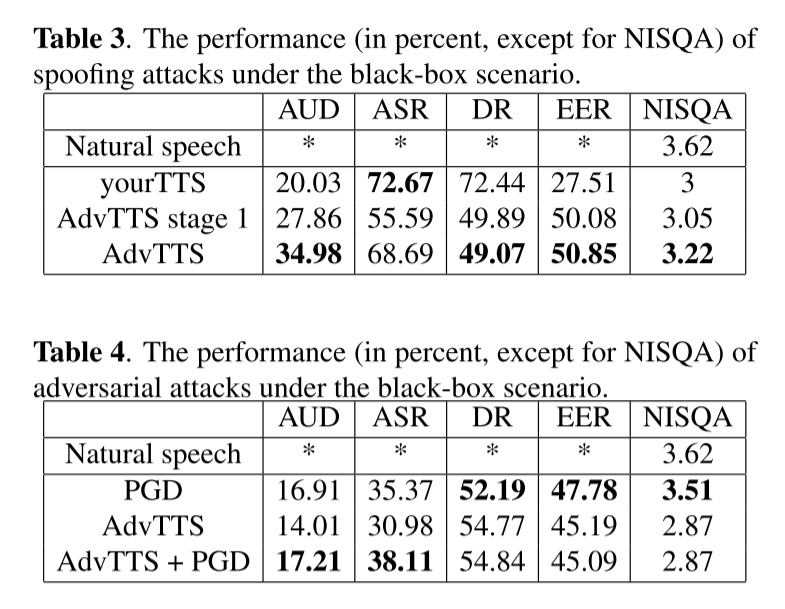 Table 3. The performance (in percent, except for NISQA) of
spoofing attacks under the black-box scenario.
AUD ASR DR EER NISQA
Natural speech * * * * 3.62
yourTTS 20.03 72.67 72.44 27.51 3
AdvTTS stage 1 27.86 55.59 49.89 50.08 3.05
AdvTTS 34.98 68.69 49.07 50.85 3.22
Table 4. The performance (in percent, except for NISQA) of
adversarial attacks under the black-box scenario.
AUD ASR DR EER NISQA
Natural speech * * * * 3.62
PGD 16.91 35.37 52.19 47.78 3.51
AdvTTS 14.01 30.98 54.77 45.19 2.87
AdvTTS + PGD 17.21 38.11 54.84 45.09 2.87